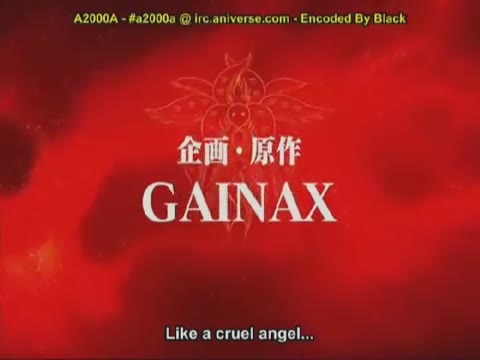 A2000A - #a2000a @ irc.aniverse.com - Encoded By Black
企画・原作
GAINAX
Like a cruel angel...